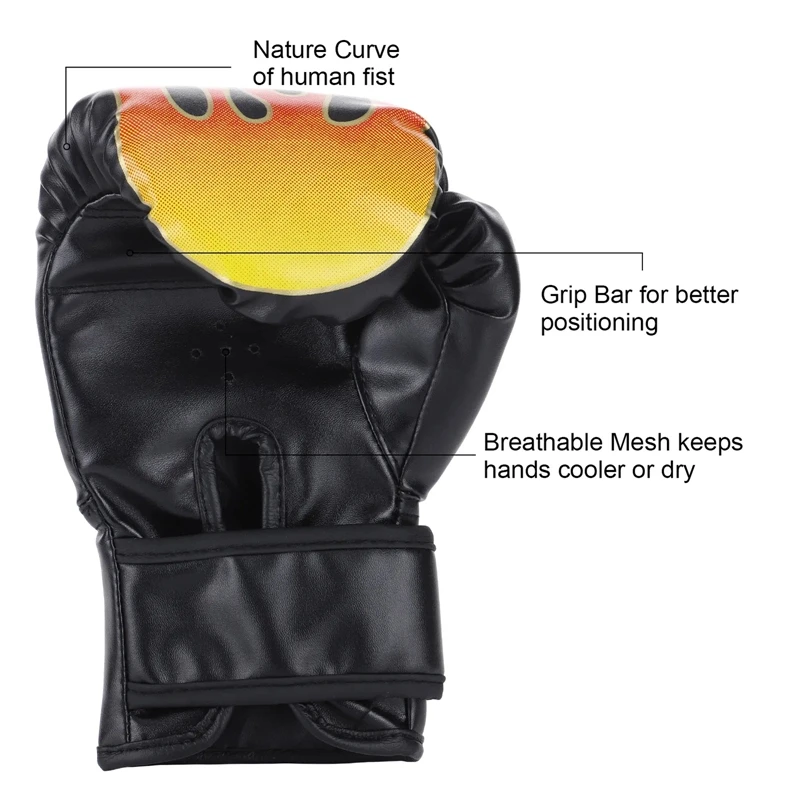 Nature Curve
of human fist
Grip Bar for better
positioning
Breathable Mesh keeps
hands cooler or dry